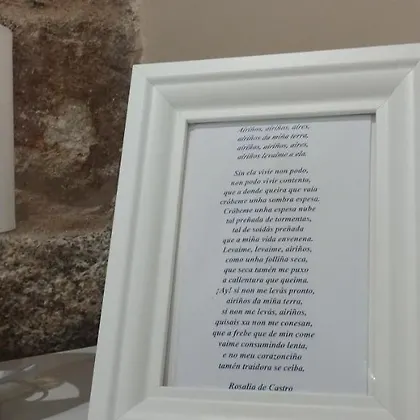 Airiños, airiños, aires,
airiños da miña terra,
airiños, airiños, aires,
airiños levaime a ela.
Sin ela vivir non podo,
non podo vivir contenta,
que a donde queira que vaia
cróbeme unha sombra espesa.
Cróbeme unha espesa nube
tal preñada de tormentas,
tal de soidás preñada
que a miña vida envenena.
Levaime, levaime, airiños,
como unha folliña seca,
que seca tamén me puxo
a callentura que queima.
¡Ay! si non me levás pronto,
airiños da miña terra,
si non me levás, airiños,
quisais xa non me conesan,
que a frebe que de min come
vaime consumindo lenta,
e no meu corazonciño
tamén traidora se ceiba.
Rosalía de Castro